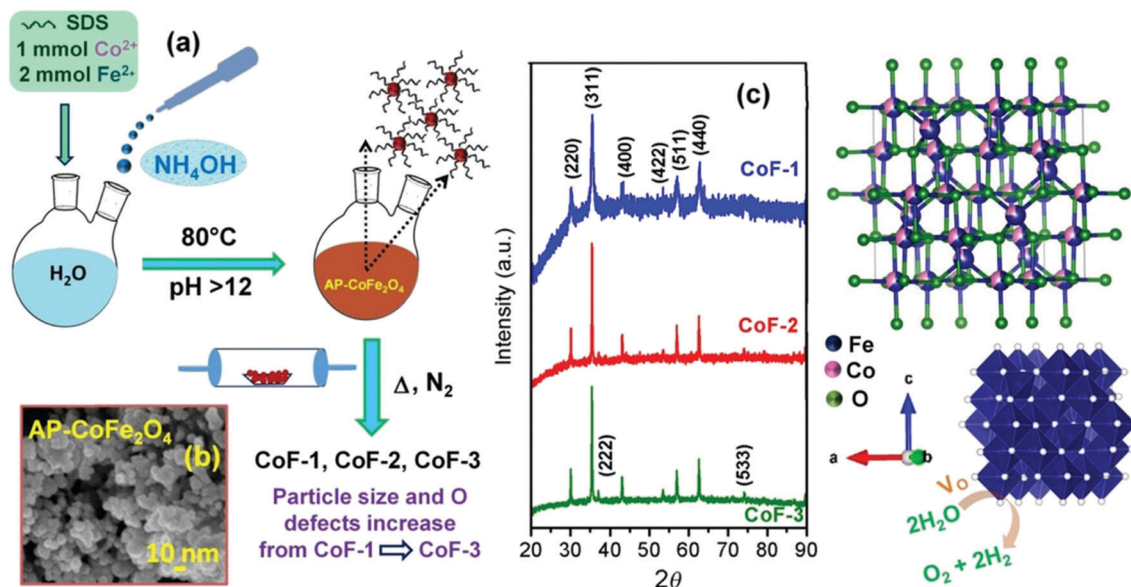 SDS
1 mmol Co²⁺
2 mmol Fe²⁺
(a)
NH₄OH
H₂O
80°C
pH >12
AP-CoFe₂O₄
Δ, N₂
AP-CoFe₂O₄
(b)
10 nm
CoF-1, CoF-2, CoF-3
Particle size and O
defects increase
from CoF-1 ⇨ CoF-3
(c)
Intensity (a.u.)
(220)
(311)
(400)
(422)
(511)
(440)
CoF-1
CoF-2
(222)
(533)
CoF-3
20 30 40 50 60 70 80 90
2θ
Fe
Co
O
c
a
b
Vo
2H₂O
O₂ + 2H₂